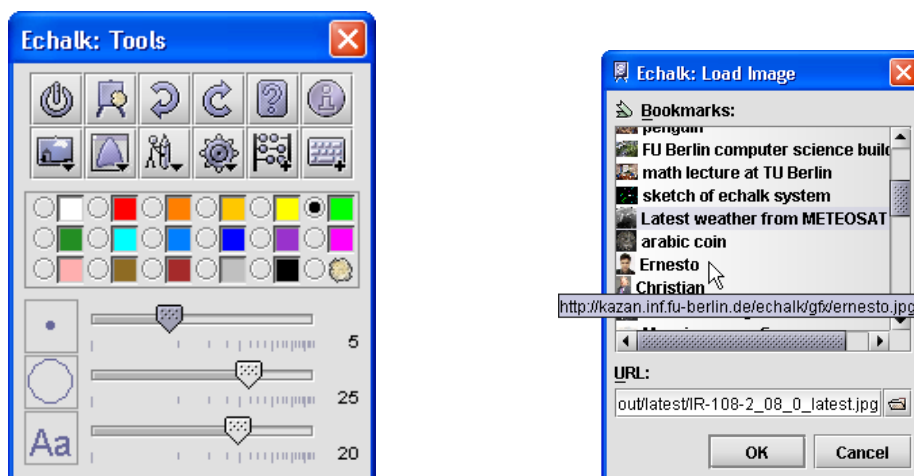 Echalk: Tools
5
25
Aa
20
Echalk: Load Image
Bookmarks:
penguin
FU Berlin computer science build
math lecture at TU Berlin
sketch of echalk system
Latest weather from METEOSAT
arabic coin
Ernesto
Christian
http://kazan.inf.fu-berlin.de/echalk/gfx/ernesto.jpg
URL:
out/latest/IR-108-2_08_0_latest.jpg
OK
Cancel